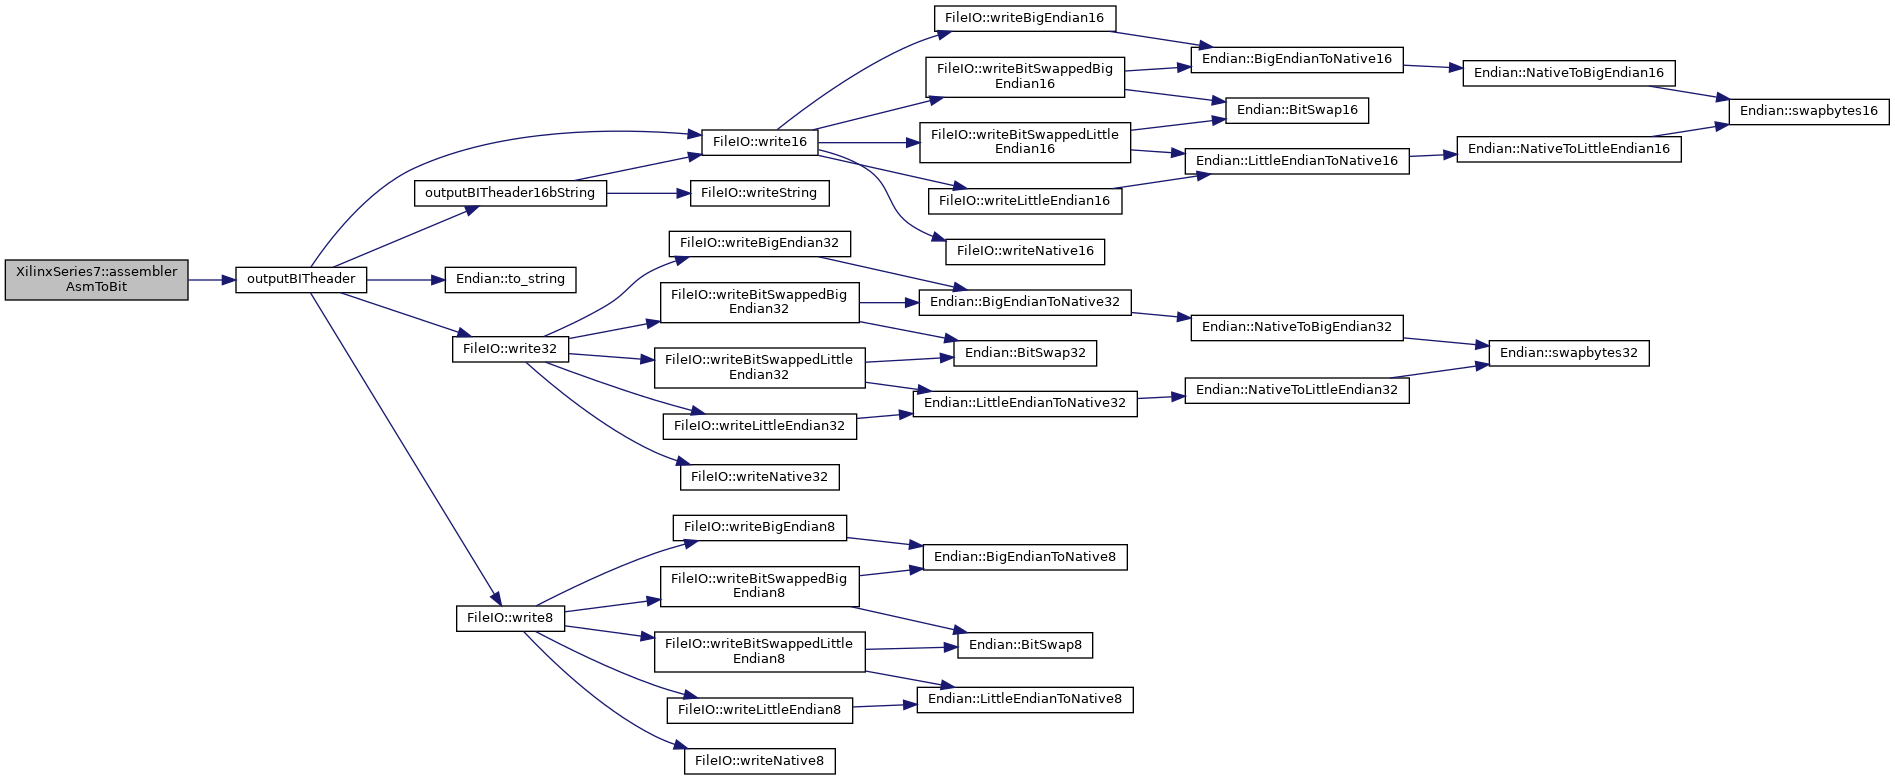 XilinxSeries7::assembler
AsmToBit
outputBITheader
outputBITheader16bString
Endian::to_string
FileIO::write16
FileIO::writeString
FileIO::write32
FileIO::write8
FileIO::writeBigEndian16
FileIO::writeBitSwappedBig
Endian16
FileIO::writeBitSwappedLittle
Endian16
FileIO::writeLittleEndian16
FileIO::writeNative16
Endian::BigEndianToNative16
Endian::BitSwap16
Endian::LittleEndianToNative16
Endian::NativeToBigEndian16
Endian::NativeToLittleEndian16
Endian::swapbytes16
FileIO::writeBigEndian32
FileIO::writeBitSwappedBig
Endian32
FileIO::writeBitSwappedLittle
Endian32
FileIO::writeLittleEndian32
FileIO::writeNative32
Endian::BigEndianToNative32
Endian::BitSwap32
Endian::LittleEndianToNative32
Endian::NativeToBigEndian32
Endian::NativeToLittleEndian32
Endian::swapbytes32
FileIO::writeBigEndian8
FileIO::writeBitSwappedBig
Endian8
FileIO::writeBitSwappedLittle
Endian8
FileIO::writeLittleEndian8
FileIO::writeNative8
Endian::BigEndianToNative8
Endian::BitSwap8
Endian::LittleEndianToNative8